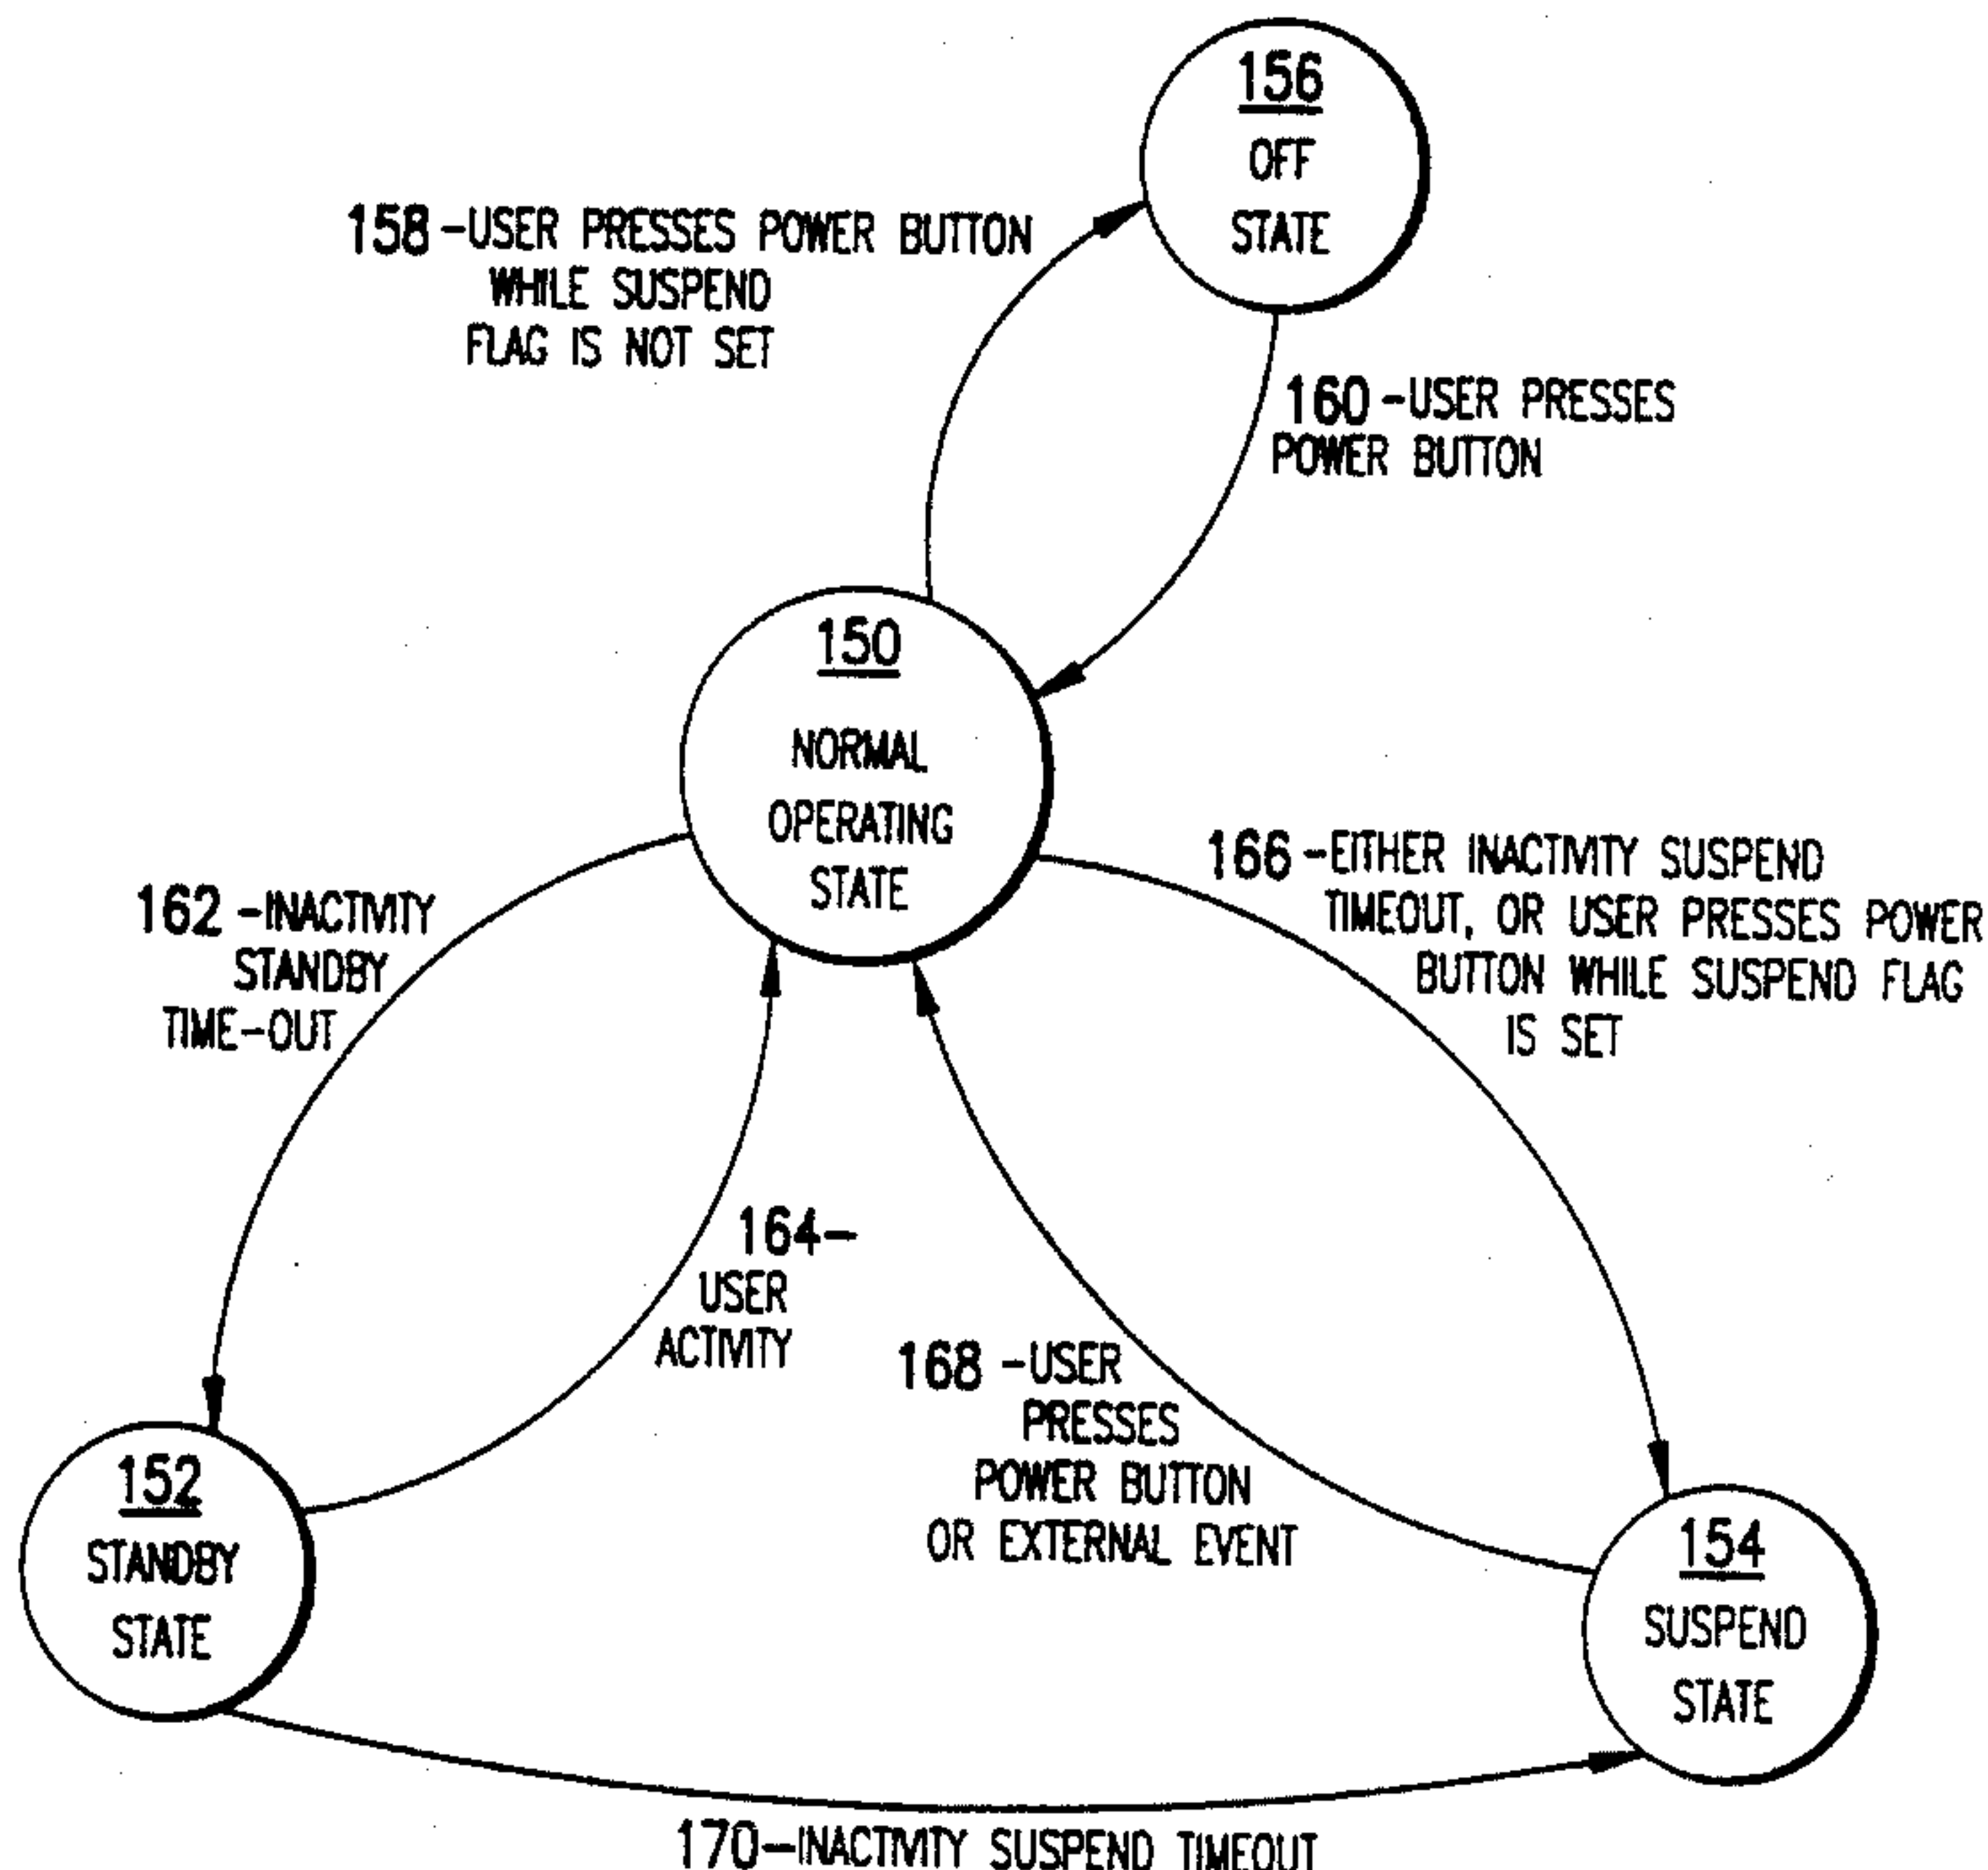 156
OFF
STATE
158-USER PRESSES POWER BUTTON
WHILE SUSPEND
FLAG IS NOT SET
160-USER PRESSES
POWER BUTTON
150
NORMAL
OPERATING
STATE
162-INACTIVITY
STANDBY
TIME-OUT
166-EITHER INACTIVITY SUSPEND
TIMEOUT, OR USER PRESSES POWER
BUTTON WHILE SUSPEND FLAG
IS SET
164-
USER
ACTIVITY
168-USER
PRESSES
POWER BUTTON
OR EXTERNAL EVENT
152
STANDBY
STATE
154
SUSPEND
STATE
170-INACTIVITY SUSPEND TIMEOUT